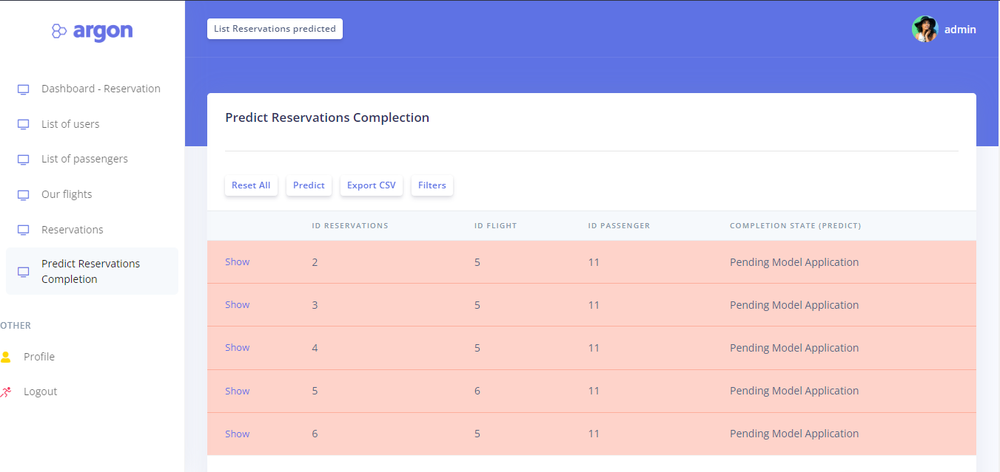 argon
List Reservations predicted
admin
Dashboard - Reservation
List of users
List of passengers
Our flights
Reservations
Predict Reservations
Completion
OTHER
Profile
Logout
Predict Reservations Complection
Reset All Predict Export CSV Filters
ID RESERVATIONS ID FLIGHT ID PASSENGER COMPLETION STATE (PREDICT)
Show 2 5 11 Pending Model Application
Show 3 5 11 Pending Model Application
Show 4 5 11 Pending Model Application
Show 5 6 11 Pending Model Application
Show 6 5 11 Pending Model Application